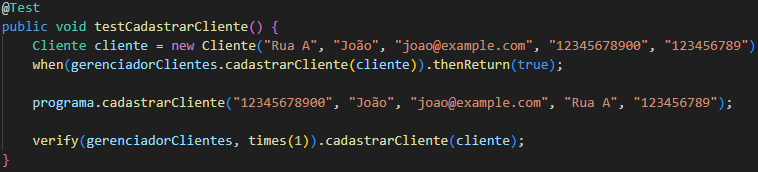 @Test
public void testCadastrarCliente() {
    Cliente cliente = new Cliente("Rua A", "João", "joao@example.com", "12345678900", "123456789")
    when(gerenciadorClientes.cadastrarCliente(cliente)).thenReturn(true);

    programa.cadastrarCliente("12345678900", "João", "joao@example.com", "Rua A", "123456789");

    verify(gerenciadorClientes, times(1)).cadastrarCliente(cliente);
}